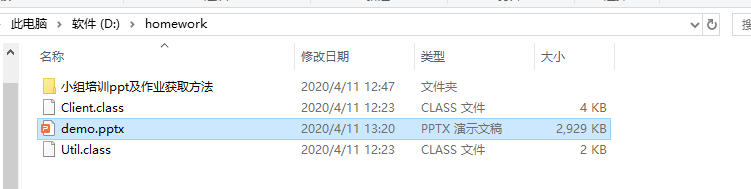 此电脑 > 软件 (D:) > homework
搜
名称 修改日期 类型 大小
小组培训ppt及作业获取方法 2020/4/11 12:47 文件夹
Client.class 2020/4/11 12:23 CLASS 文件 4 KB
demo.pptx 2020/4/11 13:20 PPTX 演示文稿 2,929 KB
Util.class 2020/4/11 12:23 CLASS 文件 2 KB